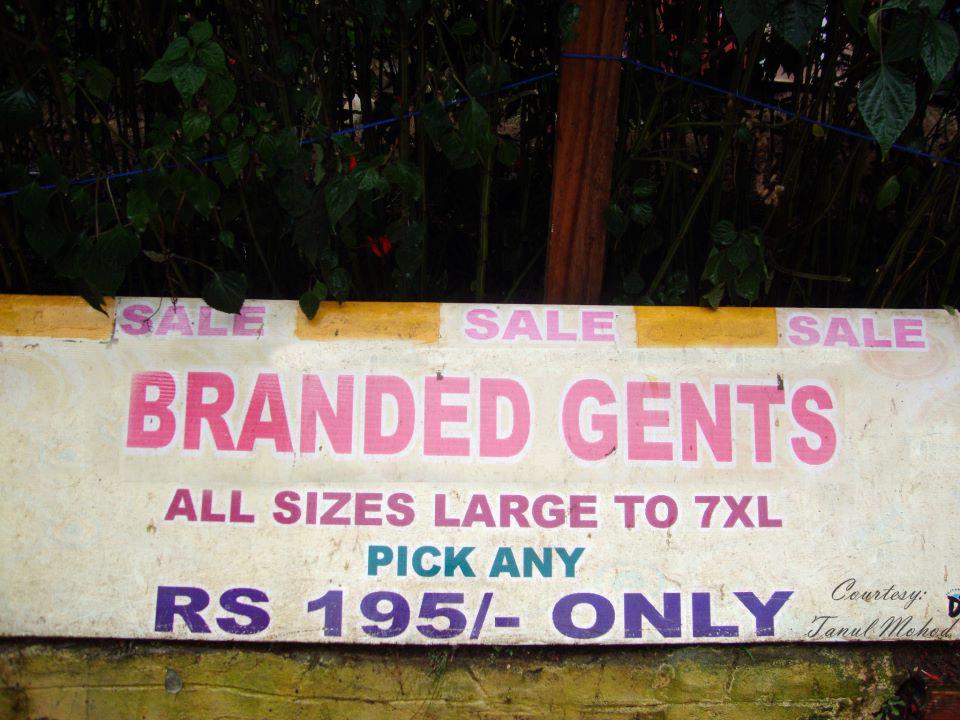 SALE SALE SALE
BRANDED GENTS
ALL SIZES LARGE TO 7XL
PICK ANY
RS 195/- ONLY
Courtesy:
Tanul Mohod